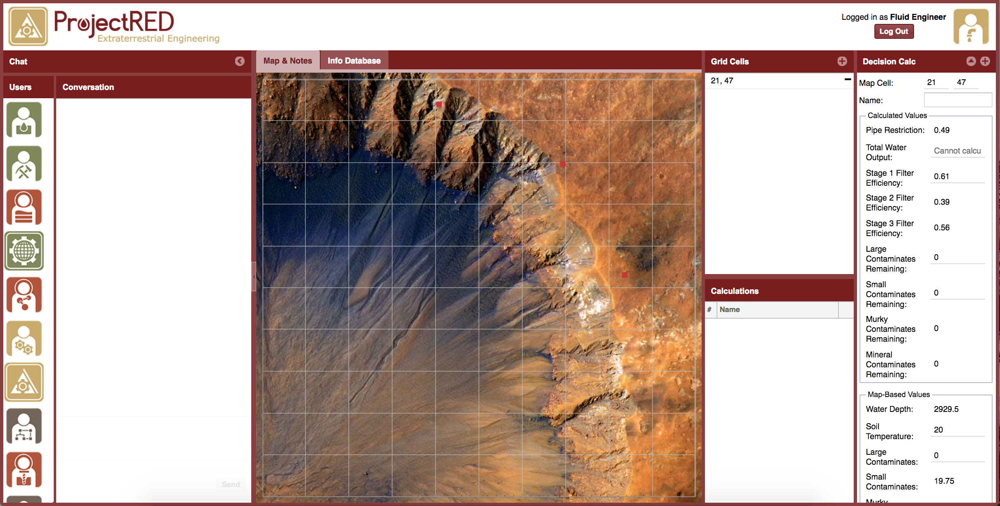 ProjectRED
Extraterrestrial Engineering
Logged in as Fluid Engineer
Log Out
Chat
Users
Conversation
Send
Map & Notes
Info Database
Grid Cells
21, 47
Calculations
# Name
Decision Calc
Map Cell: 21 47
Name:
Calculated Values
Pipe Restriction: 0.49
Total Water
Output: Cannot calcu
Stage 1 Filter
Efficiency: 0.61
Stage 2 Filter
Efficiency: 0.39
Stage 3 Filter
Efficiency: 0.56
Large
Contaminates 0
Remaining:
Small
Contaminates 0
Remaining:
Murky
Contaminates 0
Remaining:
Mineral
Contaminates 0
Remaining:
Map-Based Values
Water Depth: 2929.5
Soil
Temperature: 20
Large
Contaminates: 0
Small
Contaminates: 19.75
Murky